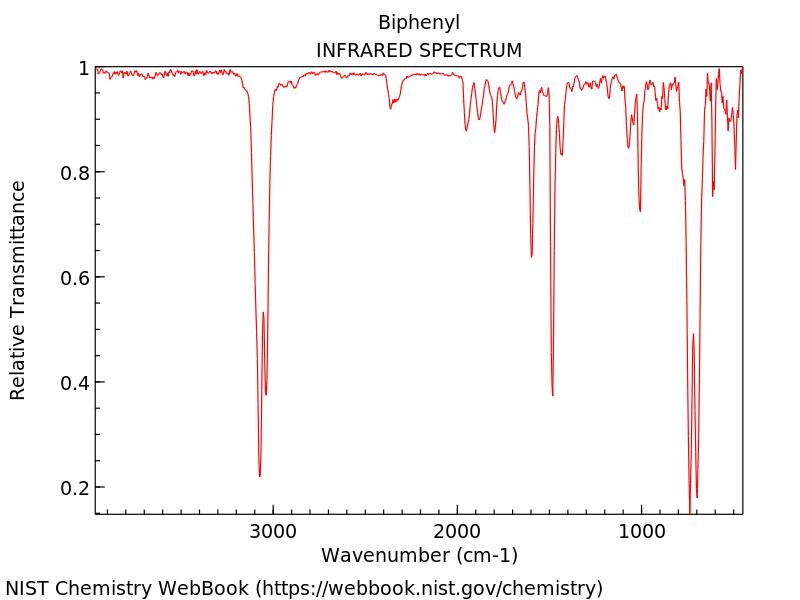 Biphenyl
INFRARED SPECTRUM
1
0.8
0.6
0.4
0.2
Relative Transmittance
3000 2000 1000
Wavenumber (cm-1)
NIST Chemistry WebBook (https://webbook.nist.gov/chemistry)